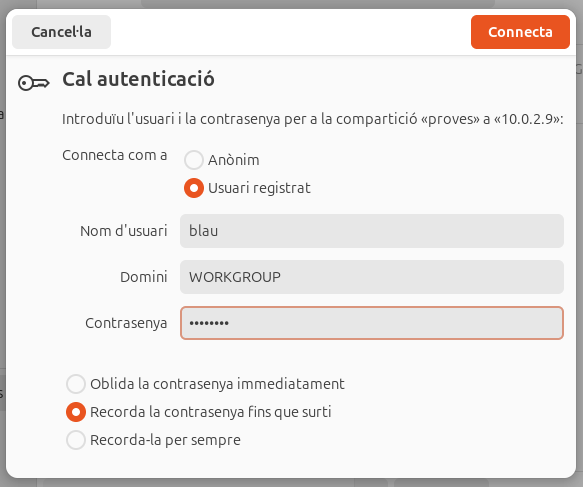 Cancel·la
Connecta
Cal autenticació
Introduïu l'usuari i la contrasenya per a la compartició «proves» a «10.0.2.9»:
Connecta com a
Anònim
Usuari registrat
Nom d'usuari
blau
Domini
WORKGROUP
Contrasenya
••••••••
Oblida la contrasenya immediatament
Recorda la contrasenya fins que surti
Recorda-la per sempre